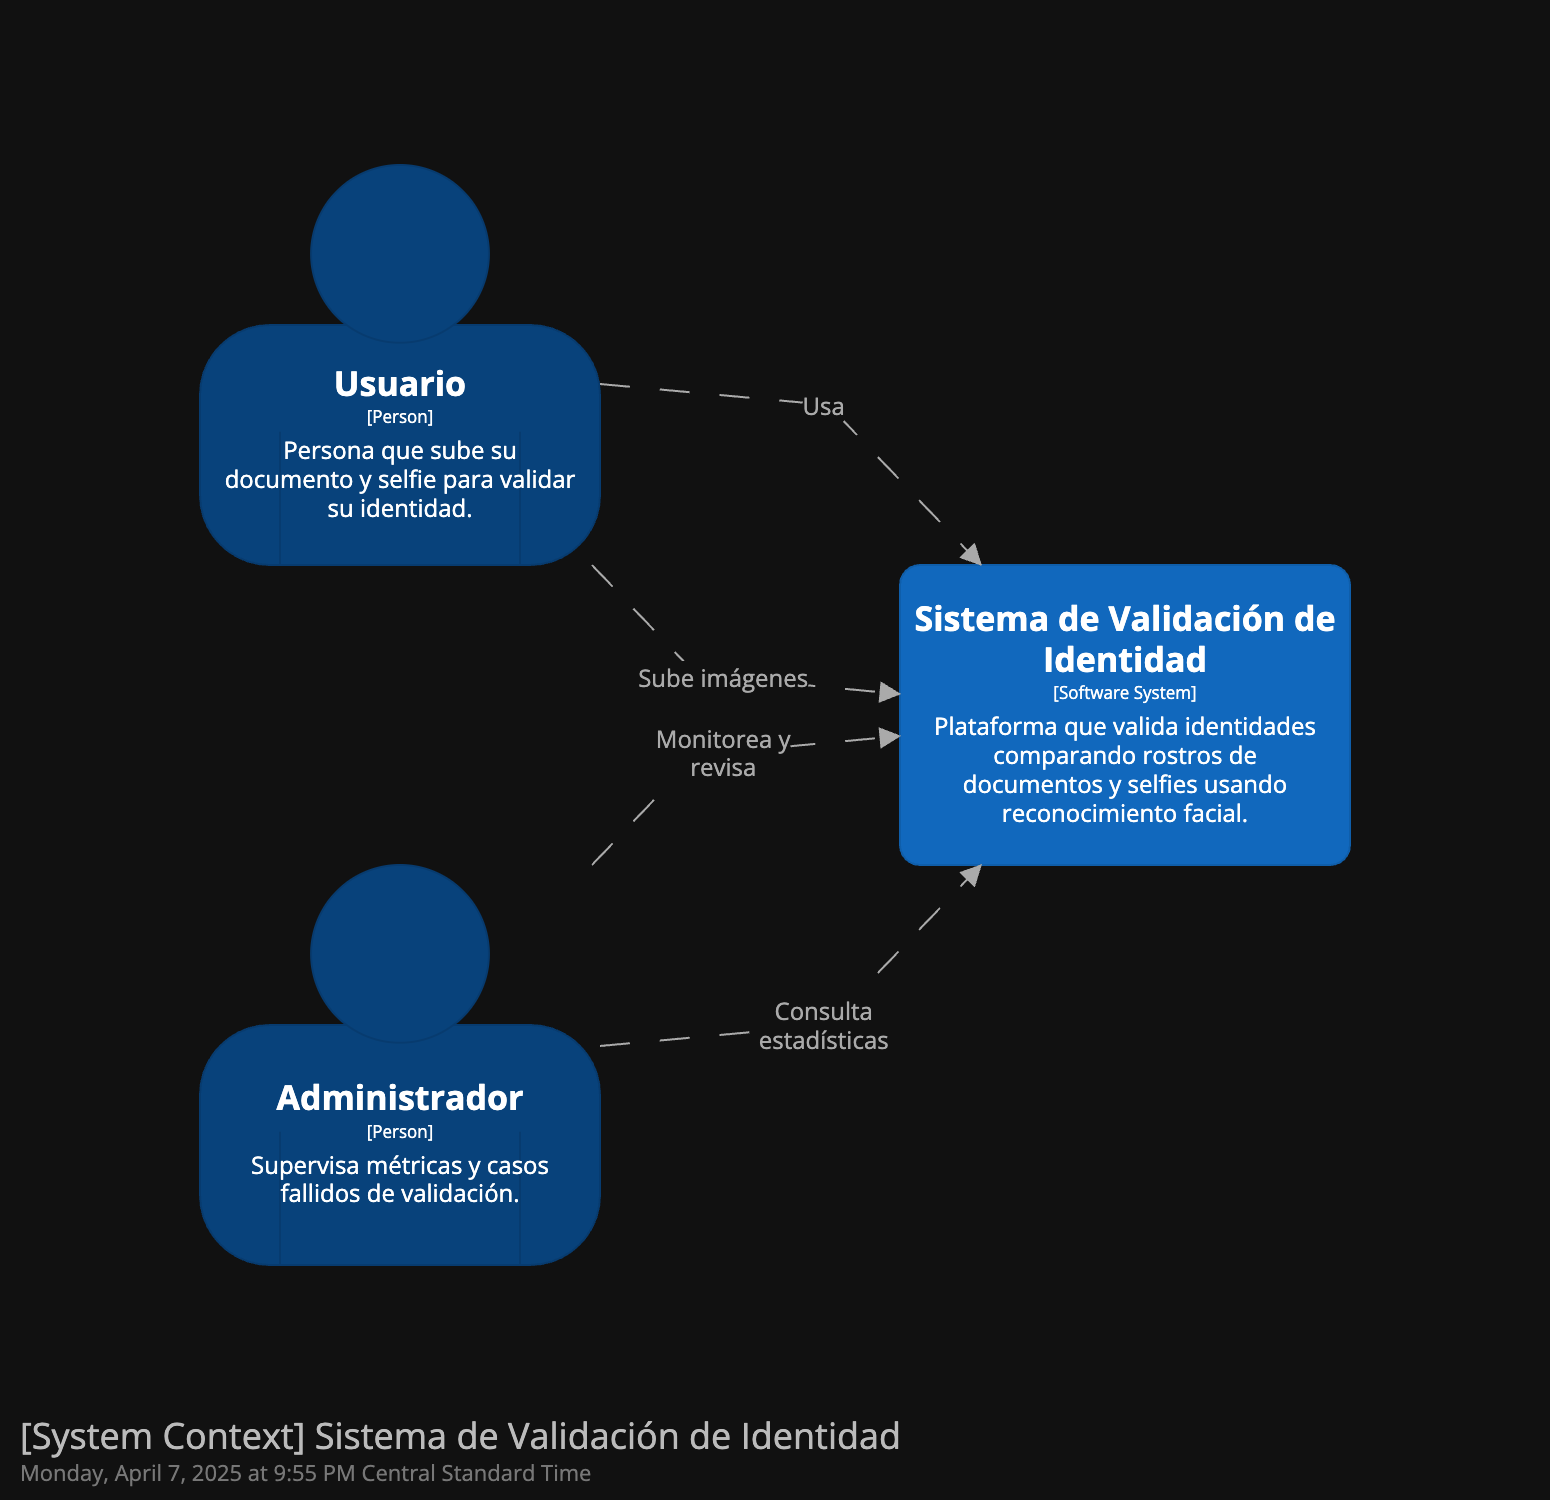 Usuario
[Person]
Persona que sube su
documento y selfie para validar
su identidad.
Usa
Sistema de Validación de
Identidad
[Software System]
Plataforma que valida identidades
comparando rostros de
documentos y selfies usando
reconocimiento facial.
Sube imágenes
Monitorea y
revisa
Consulta
estadísticas
Administrador
[Person]
Supervisa métricas y casos
fallidos de validación.
[System Context] Sistema de Validación de Identidad
Monday, April 7, 2025 at 9:55 PM Central Standard Time